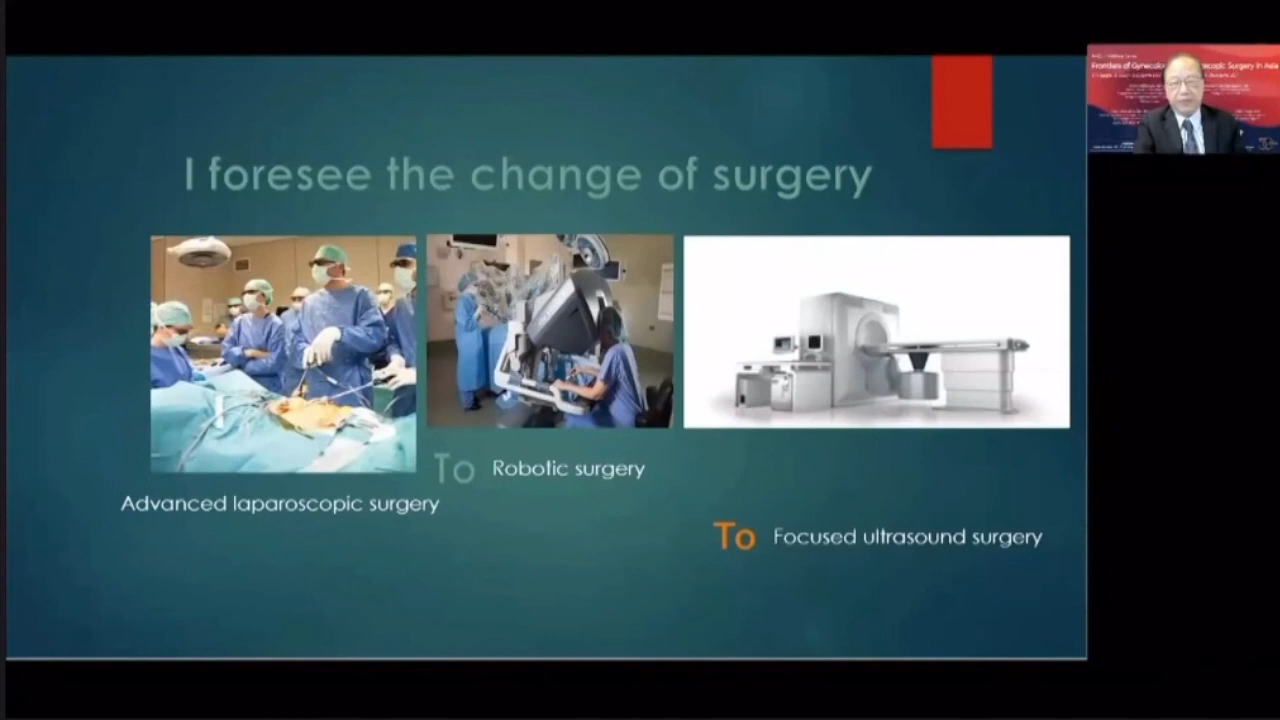 I foresee the change of surgery
To
Robotic surgery
Advanced laparoscopic surgery
To
Focused ultrasound surgery
Frontiers of
Surgery in Asia